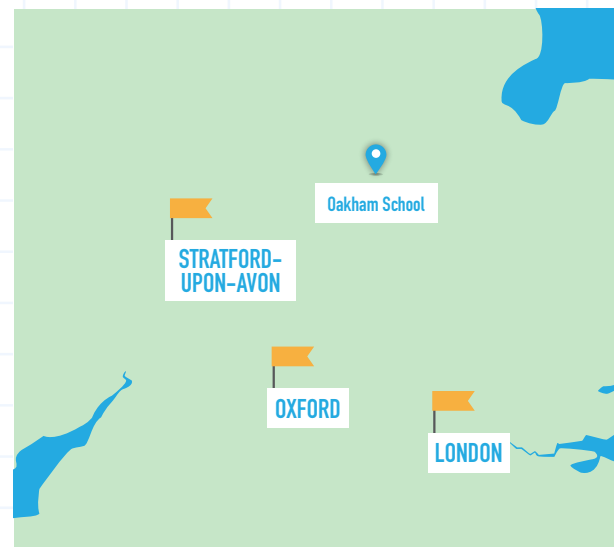 Oakham School
STRATFORD-
UPON-AVON
OXFORD
LONDON